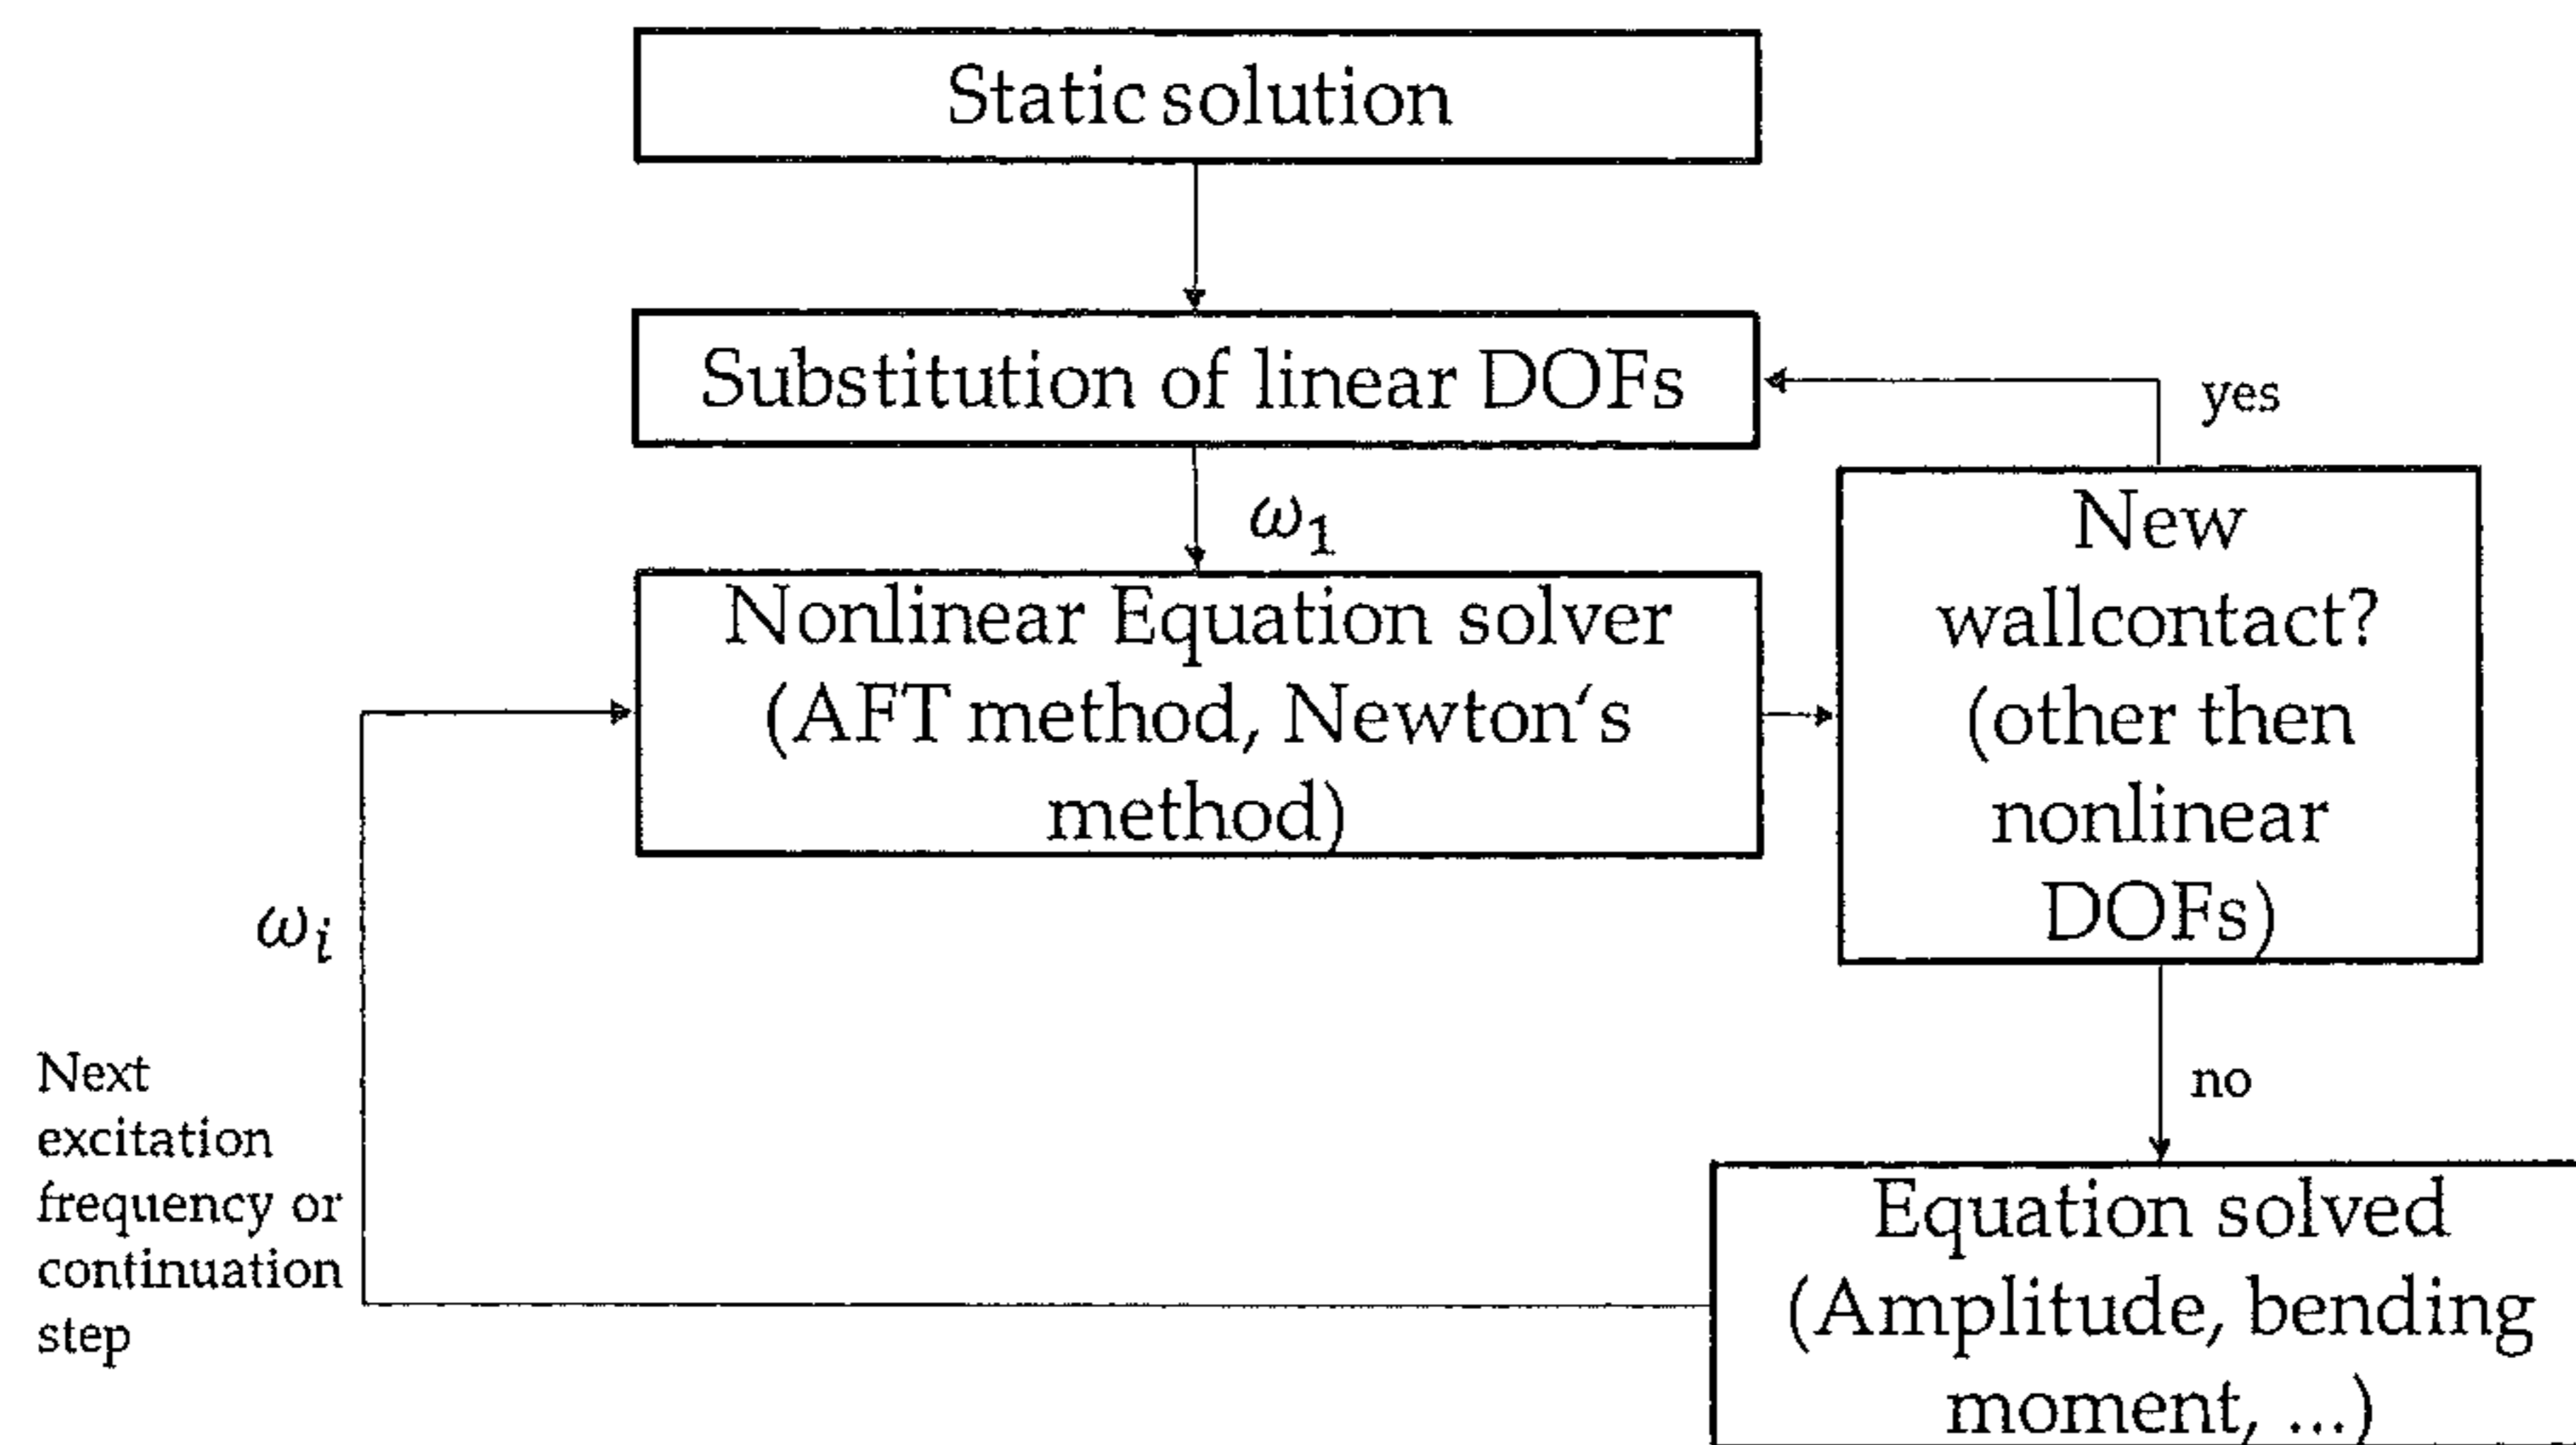 Static solution
Substitution of linear DOFs
yes
ω₁
Nonlinear Equation solver
(AFT method, Newton‘s
method)
New
wallcontact?
(other then
nonlinear
DOFs)
ωᵢ
no
Next
excitation
frequency or
continuation
step
Equation solved
(Amplitude, bending
moment, ...)